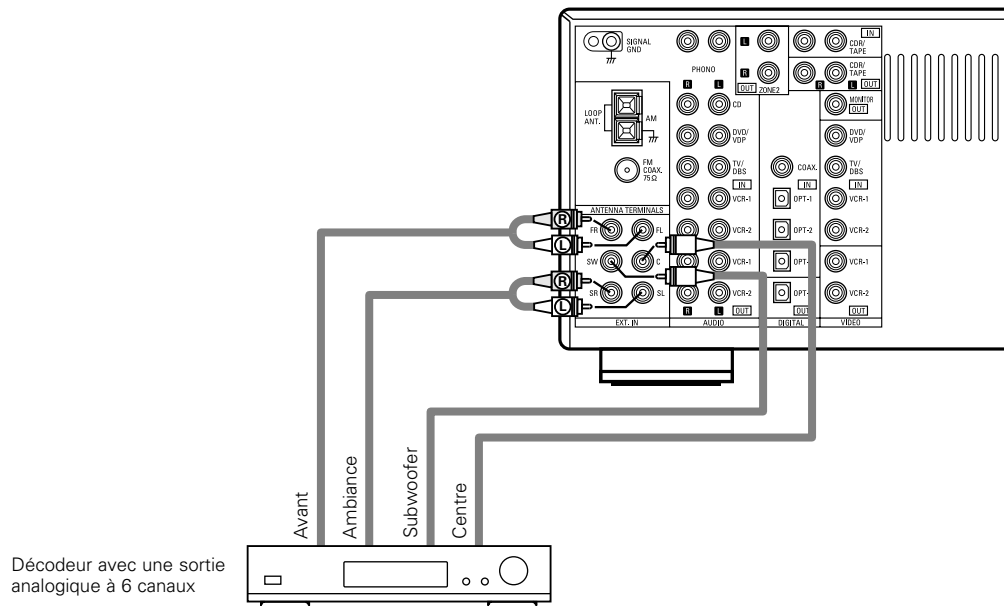 SIGNAL
GND
PHONO
R L
CD
DVD/
VDP
TV/
DBS
IN
VCR-1
VCR-2
VCR-1
VCR-2
R L OUT
AUDIO
LOOP
ANT.
AM
FM
COAX.
75Ω
ANTENNA TERMINALS
FR FL
SW C
SR SL
EXT. IN
R
L
R
L
L
R
OUT ZONE2
IN
CDR/
TAPE
CDR/
TAPE
R L OUT
COAX.
IN
OPT-1
OPT-2
OPT-
OPT-
OUT
DIGITAL
MONITOR
OUT
DVD/
VDP
TV/
DBS
IN
VCR-1
VCR-2
VCR-1
VCR-2
OUT
VIDEO
Avant
Ambiance
Subwoofer
Centre
Décodeur avec une sortie
analogique à 6 canaux